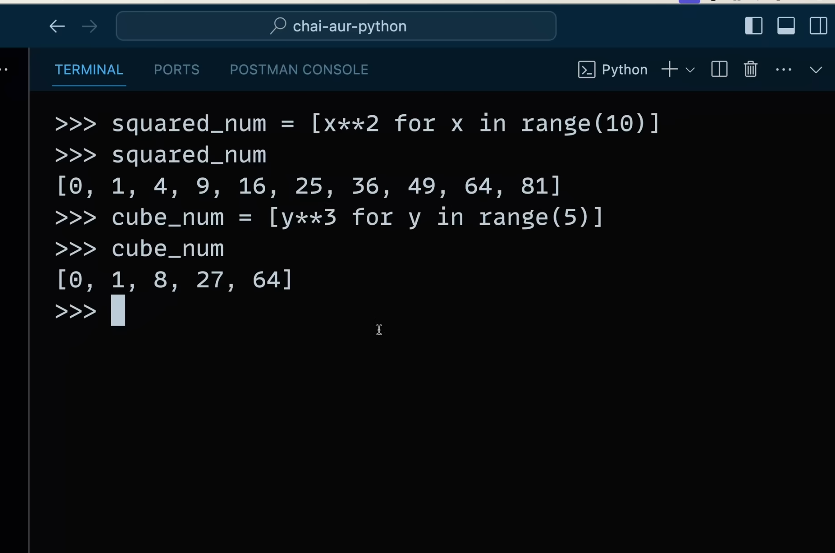 chai-aur-python
TERMINAL PORTS POSTMAN CONSOLE Python
>>> squared_num = [x**2 for x in range(10)]
>>> squared_num
[0, 1, 4, 9, 16, 25, 36, 49, 64, 81]
>>> cube_num = [y**3 for y in range(5)]
>>> cube_num
[0, 1, 8, 27, 64]
>>>